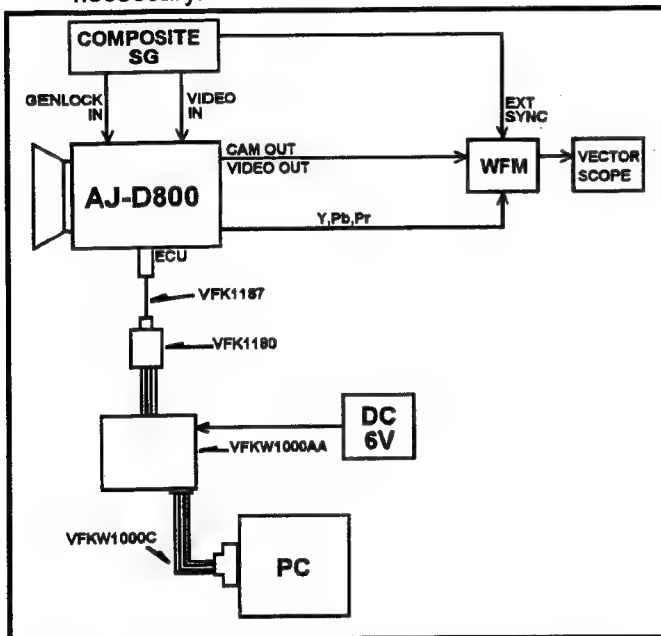 COMPOSITE
SG
GENLOCK
IN
VIDEO
IN
EXT
SYNC
CAM OUT
VIDEO OUT
WFM
VECTOR
SCOPE
AJ-D800
Y,Pb,Pr
ECU
VFK1187
VFK1180
DC
6V
VFKW1000AA
VFKW1000C
PC